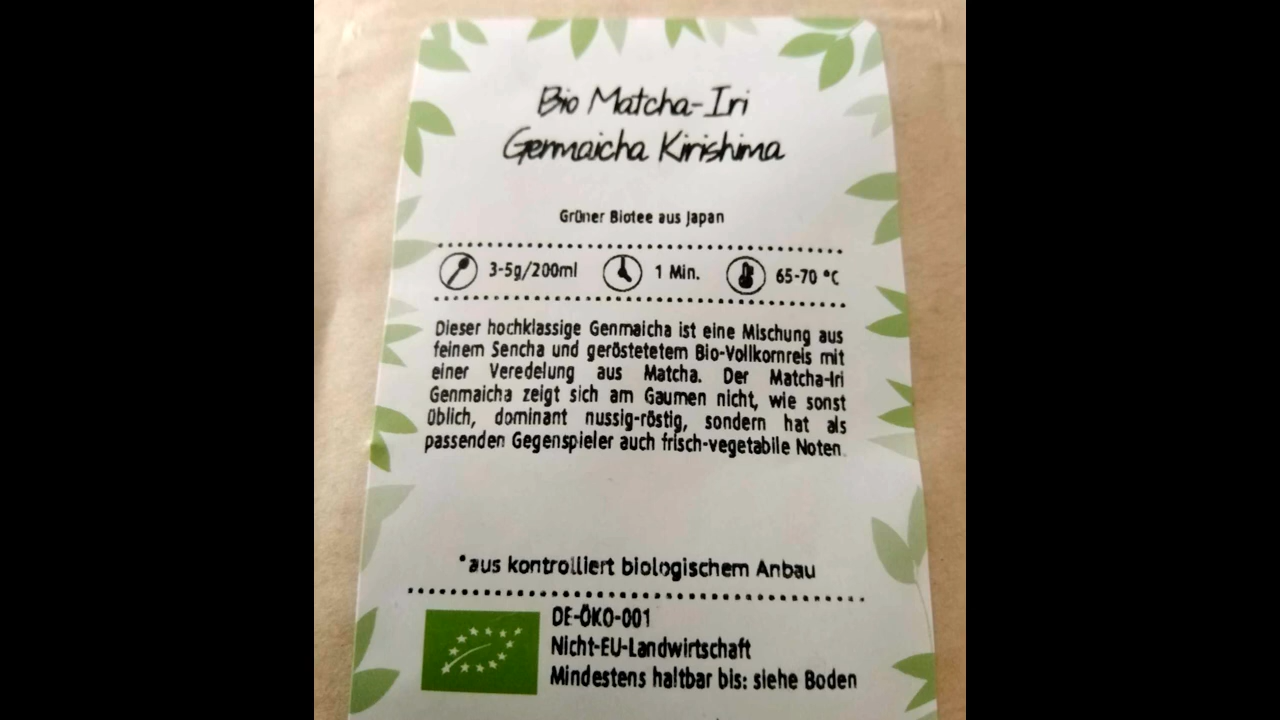 Bio Matcha-Iri
Genmaicha Kirishima
Grüner Biotee aus Japan
3-5g/200ml 1 Min. 65-70 °C
Dieser hochklassige Genmaicha ist eine Mischung aus
feinem Sencha und geröstetetem Bio-Vollkornreis mit
einer Veredelung aus Matcha. Der Matcha-Iri
Genmaicha zeigt sich am Gaumen nicht, wie sonst
üblich, dominant nussig-röstig, sondern hat als
passenden Gegenspieler auch frisch-vegetabile Noten.
*aus kontrolliert biologischem Anbau
DE-ÖKO-001
Nicht-EU-Landwirtschaft
Mindestens haltbar bis: siehe Boden